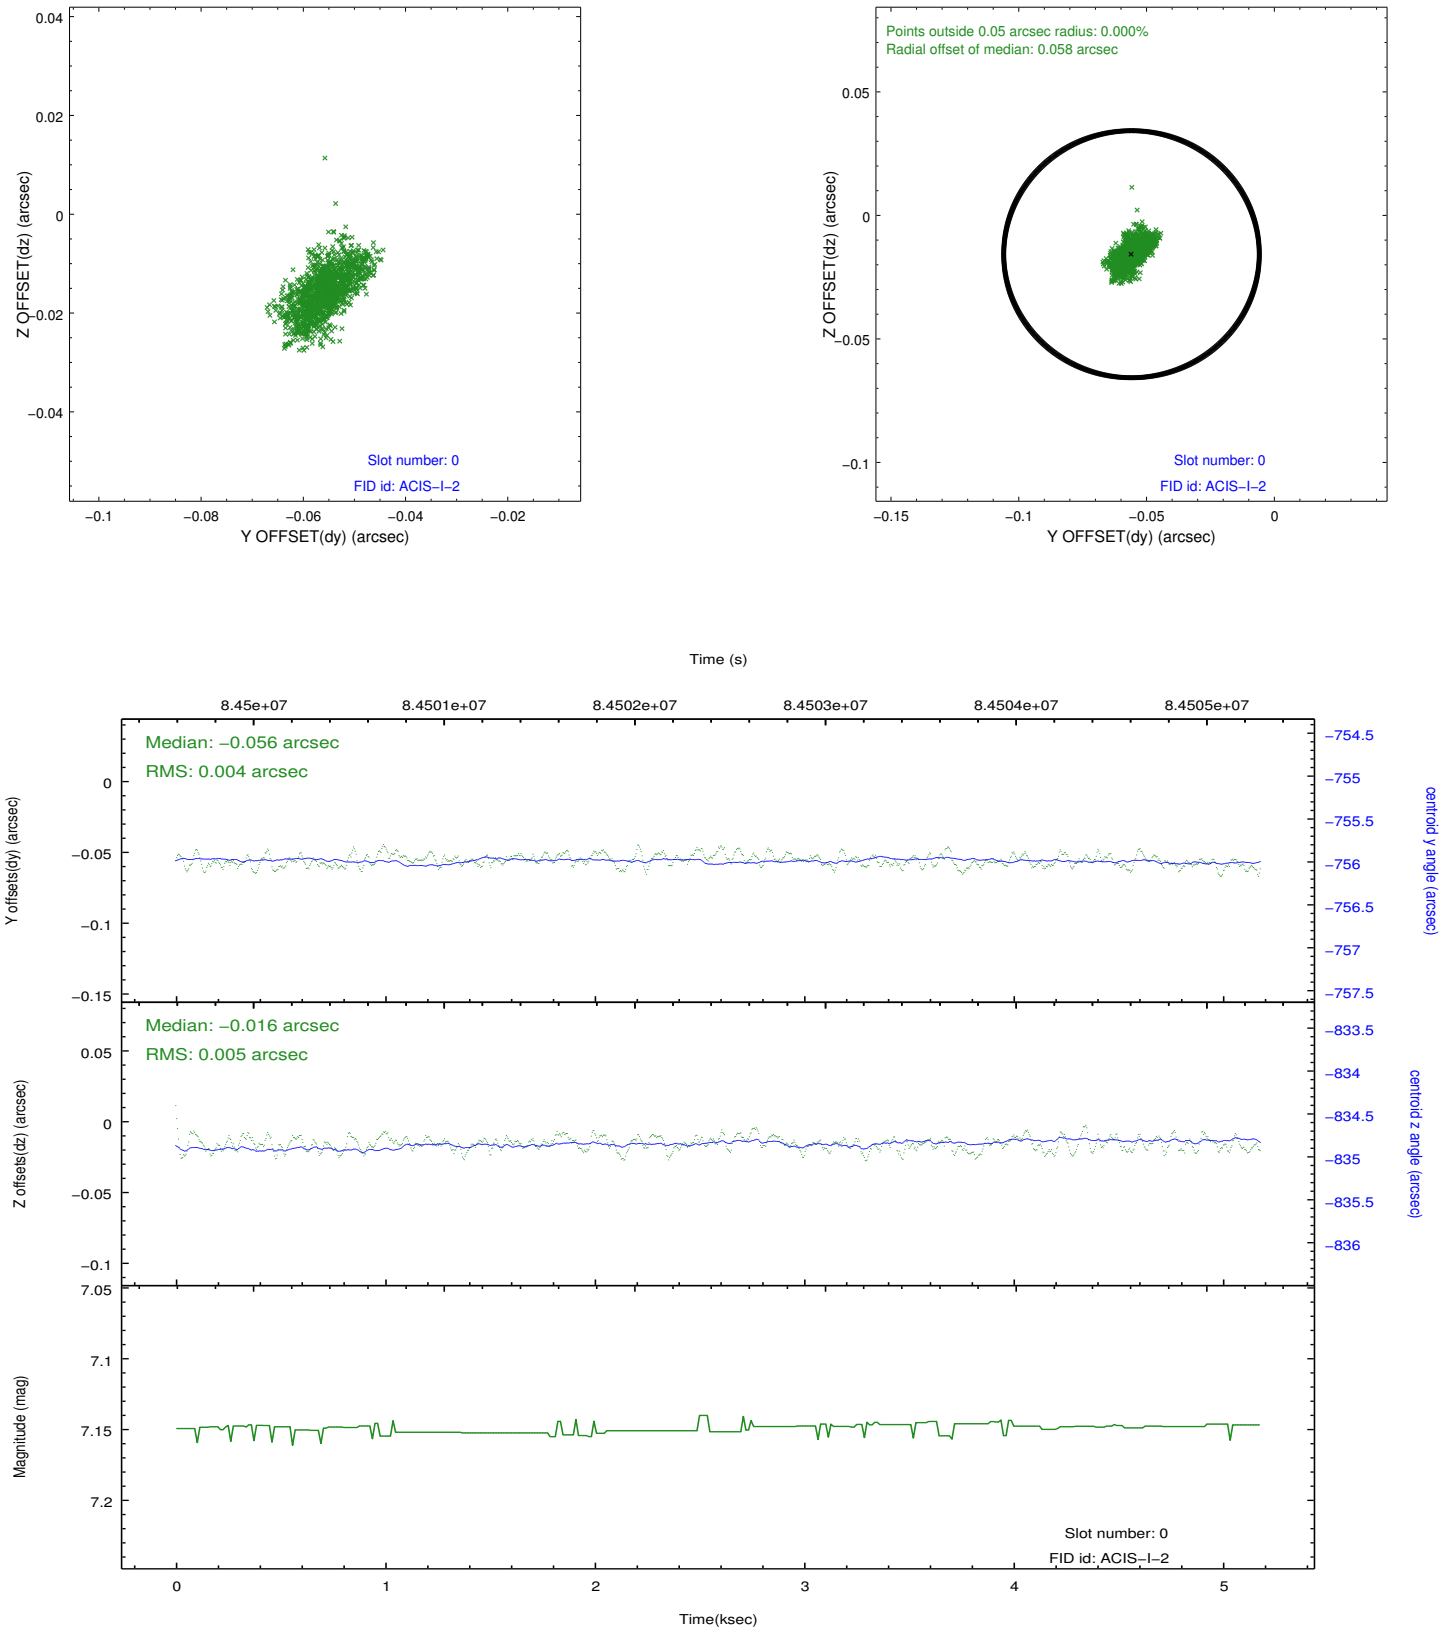 0.04
0.02
0
−0.02
−0.04
Z OFFSET(dz) (arcsec)
Slot number: 0
FID id: ACIS−I−2
−0.1
−0.08
−0.06
−0.04
−0.02
Y OFFSET(dy) (arcsec)
Points outside 0.05 arcsec radius: 0.000%
Radial offset of median: 0.058 arcsec
0.05
0
−0.05
−0.1
Z OFFSET(dz) (arcsec)
Slot number: 0
FID id: ACIS−I−2
−0.15
−0.1
−0.05
0
Y OFFSET(dy) (arcsec)
Time (s)
8.45e+07
8.4501e+07
8.4502e+07
8.4503e+07
8.4504e+07
8.4505e+07
Median: −0.056 arcsec
RMS: 0.004 arcsec
0
−0.05
−0.1
−0.15
Y offsets(dy) (arcsec)
−754.5
−755
−755.5
−756
−756.5
−757
−757.5
centroid y angle (arcsec)
Median: −0.016 arcsec
RMS: 0.005 arcsec
0.05
0
−0.05
−0.1
Z offsets(dz) (arcsec)
−833.5
−834
−834.5
−835
−835.5
−836
centroid z angle (arcsec)
7.05
7.1
7.15
7.2
Magnitude (mag)
Slot number: 0
FID id: ACIS−I−2
0
1
2
3
4
5
Time(ksec)